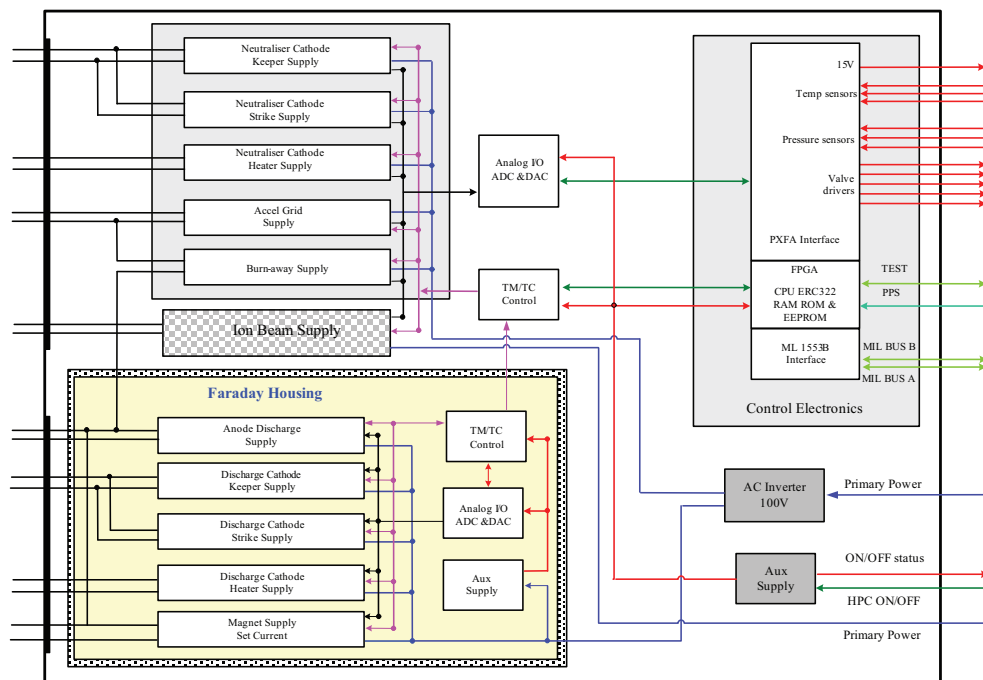 Neutraliser Cathode
Keeper Supply
Neutraliser Cathode
Strike Supply
Neutraliser Cathode
Heater Supply
Accel Grid
Supply
Burn-away Supply
Ion Beam Supply
Analog I/O
ADC &DAC
TM/TC
Control
15V
Temp sensors
Pressure sensors
Valve
drivers
PXFA Interface
FPGA
CPU ERC322
RAM ROM &
EEPROM
ML 1553B
Interface
Control Electronics
TEST
PPS
MIL BUS B
MIL BUS A
Faraday Housing
Anode Discharge
Supply
Discharge Cathode
Keeper Supply
Discharge Cathode
Strike Supply
Discharge Cathode
Heater Supply
Magnet Supply
Set Current
TM/TC
Control
Analog I/O
ADC &DAC
Aux
Supply
AC Inverter
100V
Primary Power
Aux
Supply
ON/OFF status
HPC ON/OFF
Primary Power